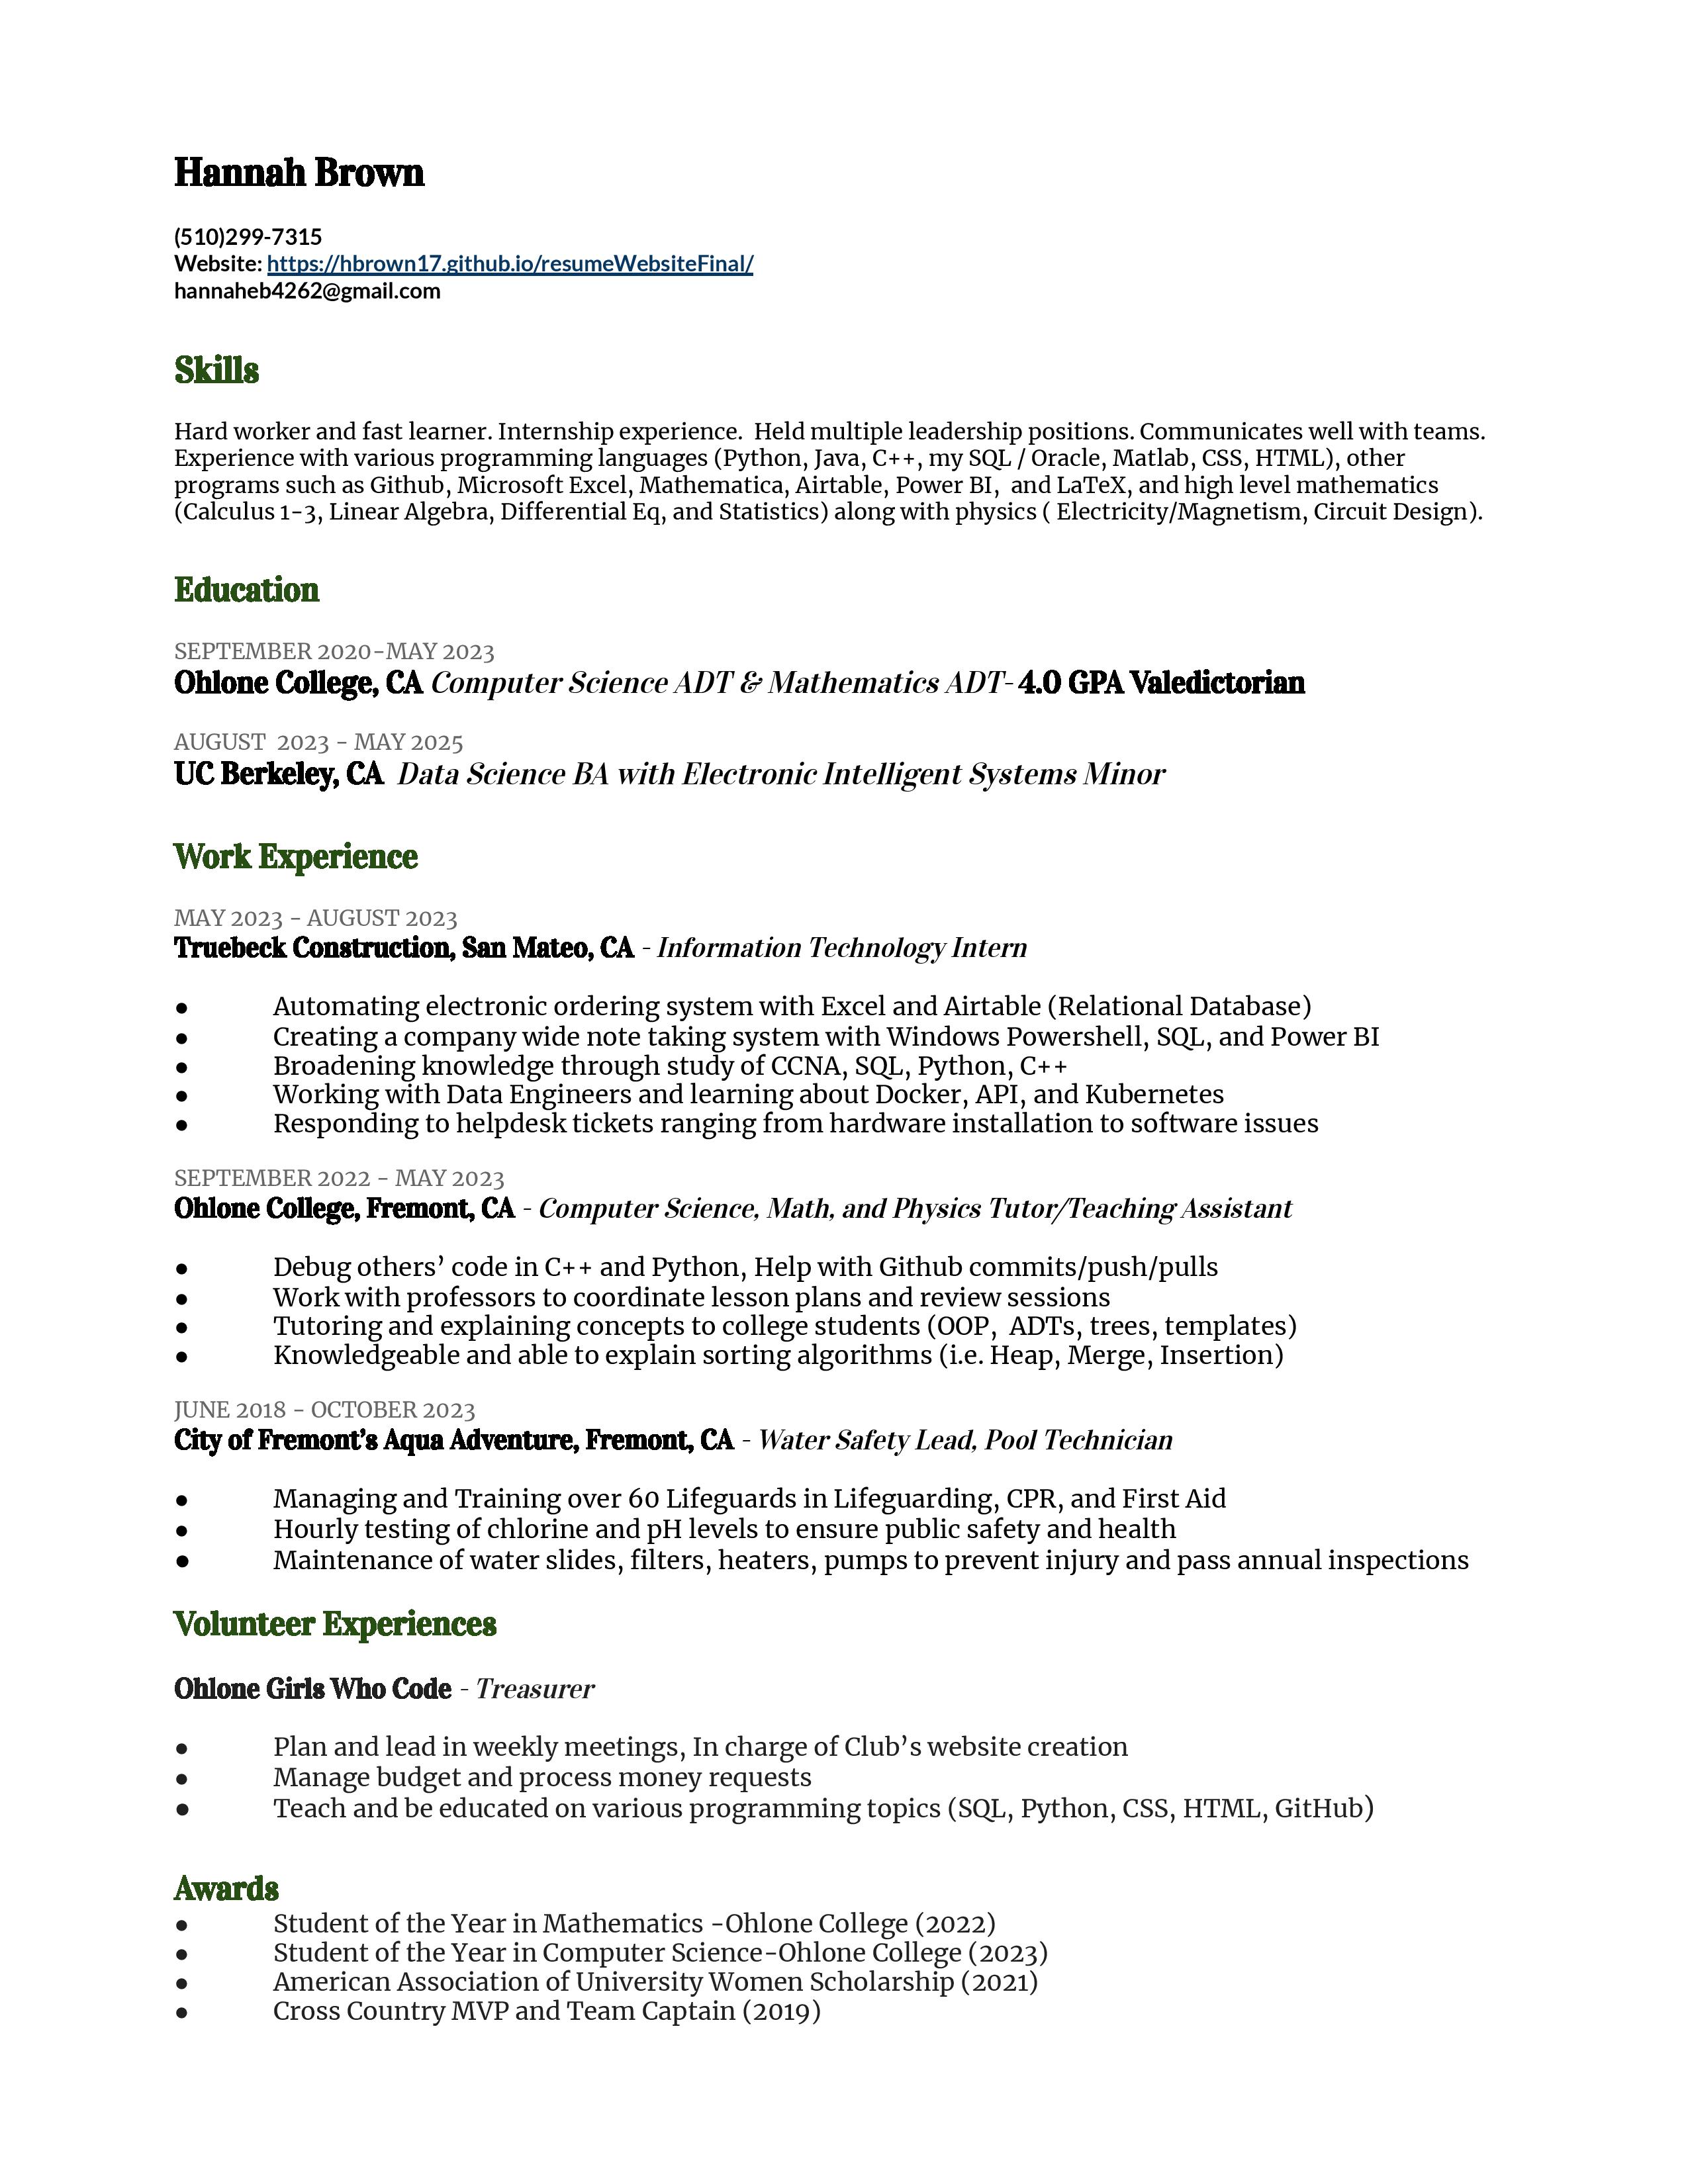 Hannah Brown
(510)299-7315
Website: https://hbrown17.github.io/resumeWebsiteFinal/
hannaheb4262@gmail.com
Skills
Hard worker and fast learner. Internship experience.  Held multiple leadership positions. Communicates well with teams.
Experience with various programming languages (Python, Java, C++, my SQL / Oracle, Matlab, CSS, HTML), other
programs such as Github, Microsoft Excel, Mathematica, Airtable, Power BI,  and LaTeX, and high level mathematics
(Calculus 1-3, Linear Algebra, Differential Eq, and Statistics) along with physics ( Electricity/Magnetism, Circuit Design).
Education
SEPTEMBER 2020-MAY 2023
Ohlone College, CA Computer Science ADT & Mathematics ADT- 4.0 GPA Valedictorian
AUGUST  2023 - MAY 2025
UC Berkeley, CA  Data Science BA with Electronic Intelligent Systems Minor
Work Experience
MAY 2023 - AUGUST 2023
Truebeck Construction, San Mateo, CA - Information Technology Intern
● Automating electronic ordering system with Excel and Airtable (Relational Database)
● Creating a company wide note taking system with Windows Powershell, SQL, and Power BI
● Broadening knowledge through study of CCNA, SQL, Python, C++
● Working with Data Engineers and learning about Docker, API, and Kubernetes
● Responding to helpdesk tickets ranging from hardware installation to software issues
SEPTEMBER 2022 - MAY 2023
Ohlone College, Fremont, CA - Computer Science, Math, and Physics Tutor/Teaching Assistant
● Debug others’ code in C++ and Python, Help with Github commits/push/pulls
● Work with professors to coordinate lesson plans and review sessions
● Tutoring and explaining concepts to college students (OOP,  ADTs, trees, templates)
● Knowledgeable and able to explain sorting algorithms (i.e. Heap, Merge, Insertion)
JUNE 2018 - OCTOBER 2023
City of Fremont’s Aqua Adventure, Fremont, CA - Water Safety Lead, Pool Technician
● Managing and Training over 60 Lifeguards in Lifeguarding, CPR, and First Aid
● Hourly testing of chlorine and pH levels to ensure public safety and health
● Maintenance of water slides, filters, heaters, pumps to prevent injury and pass annual inspections
Volunteer Experiences
Ohlone Girls Who Code - Treasurer
● Plan and lead in weekly meetings, In charge of Club’s website creation
● Manage budget and process money requests
● Teach and be educated on various programming topics (SQL, Python, CSS, HTML, GitHub)
Awards
● Student of the Year in Mathematics -Ohlone College (2022)
● Student of the Year in Computer Science-Ohlone College (2023)
● American Association of University Women Scholarship (2021)
● Cross Country MVP and Team Captain (2019)